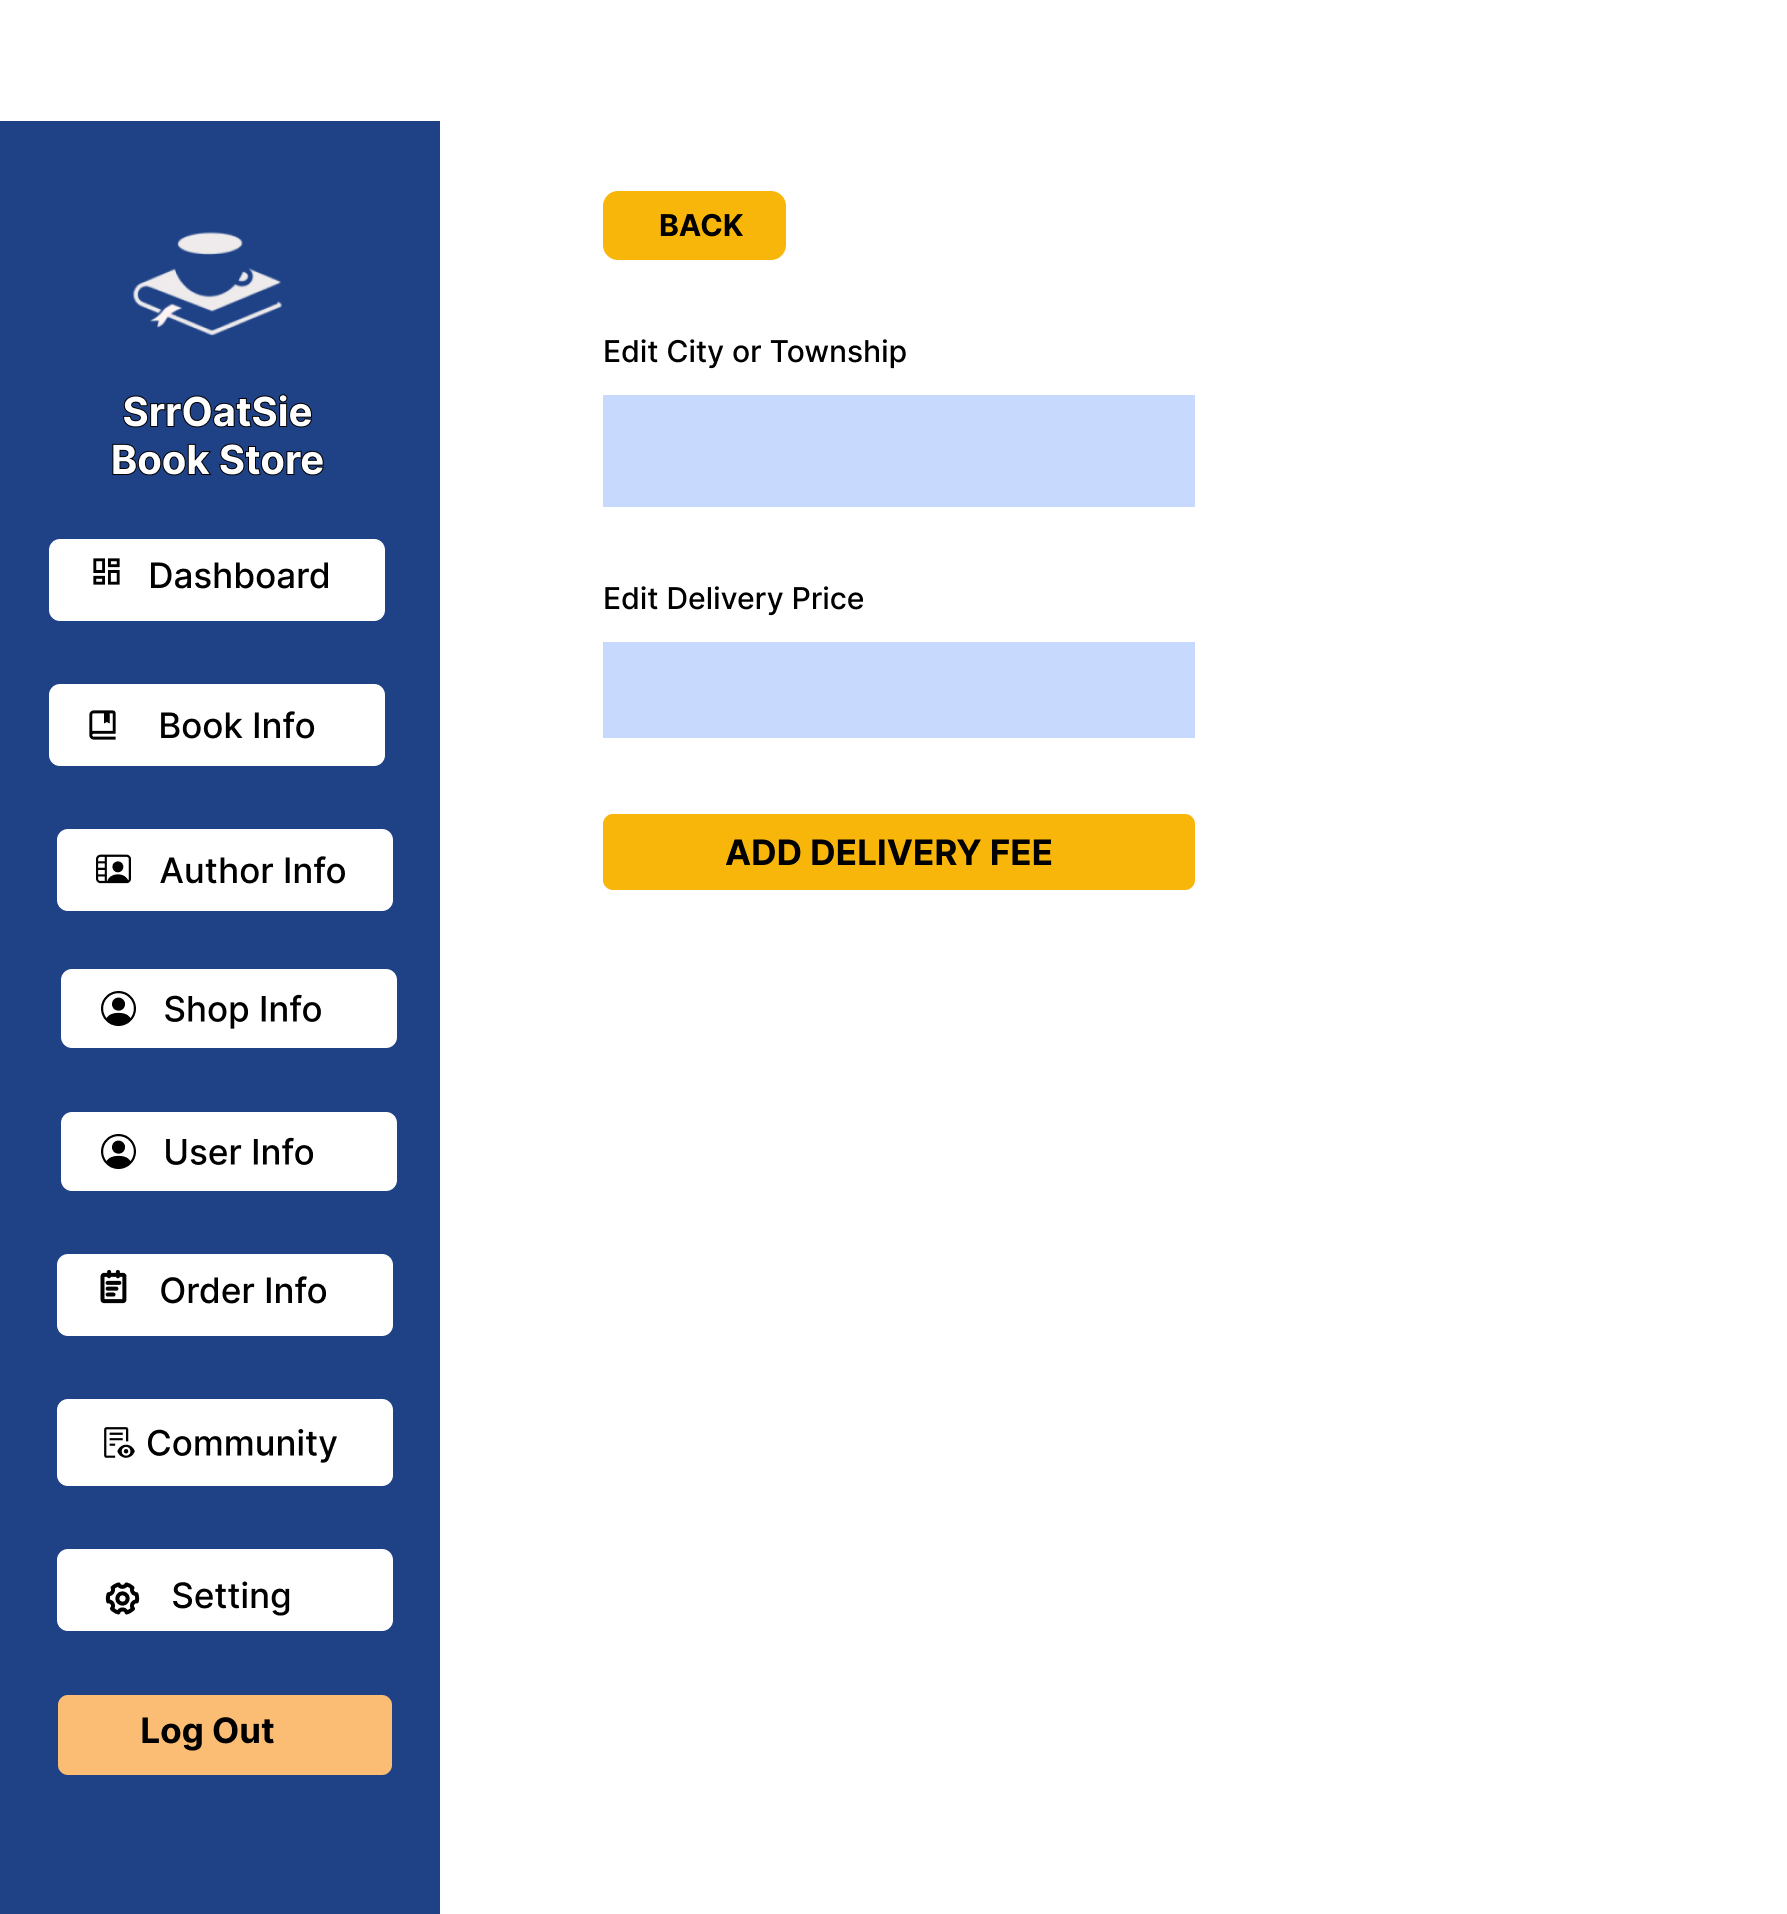 SrrOatSie
Book Store
Dashboard
Book Info
Author Info
Shop Info
User Info
Order Info
Community
Setting
Log Out
BACK
Edit City or Township
Edit Delivery Price
ADD DELIVERY FEE